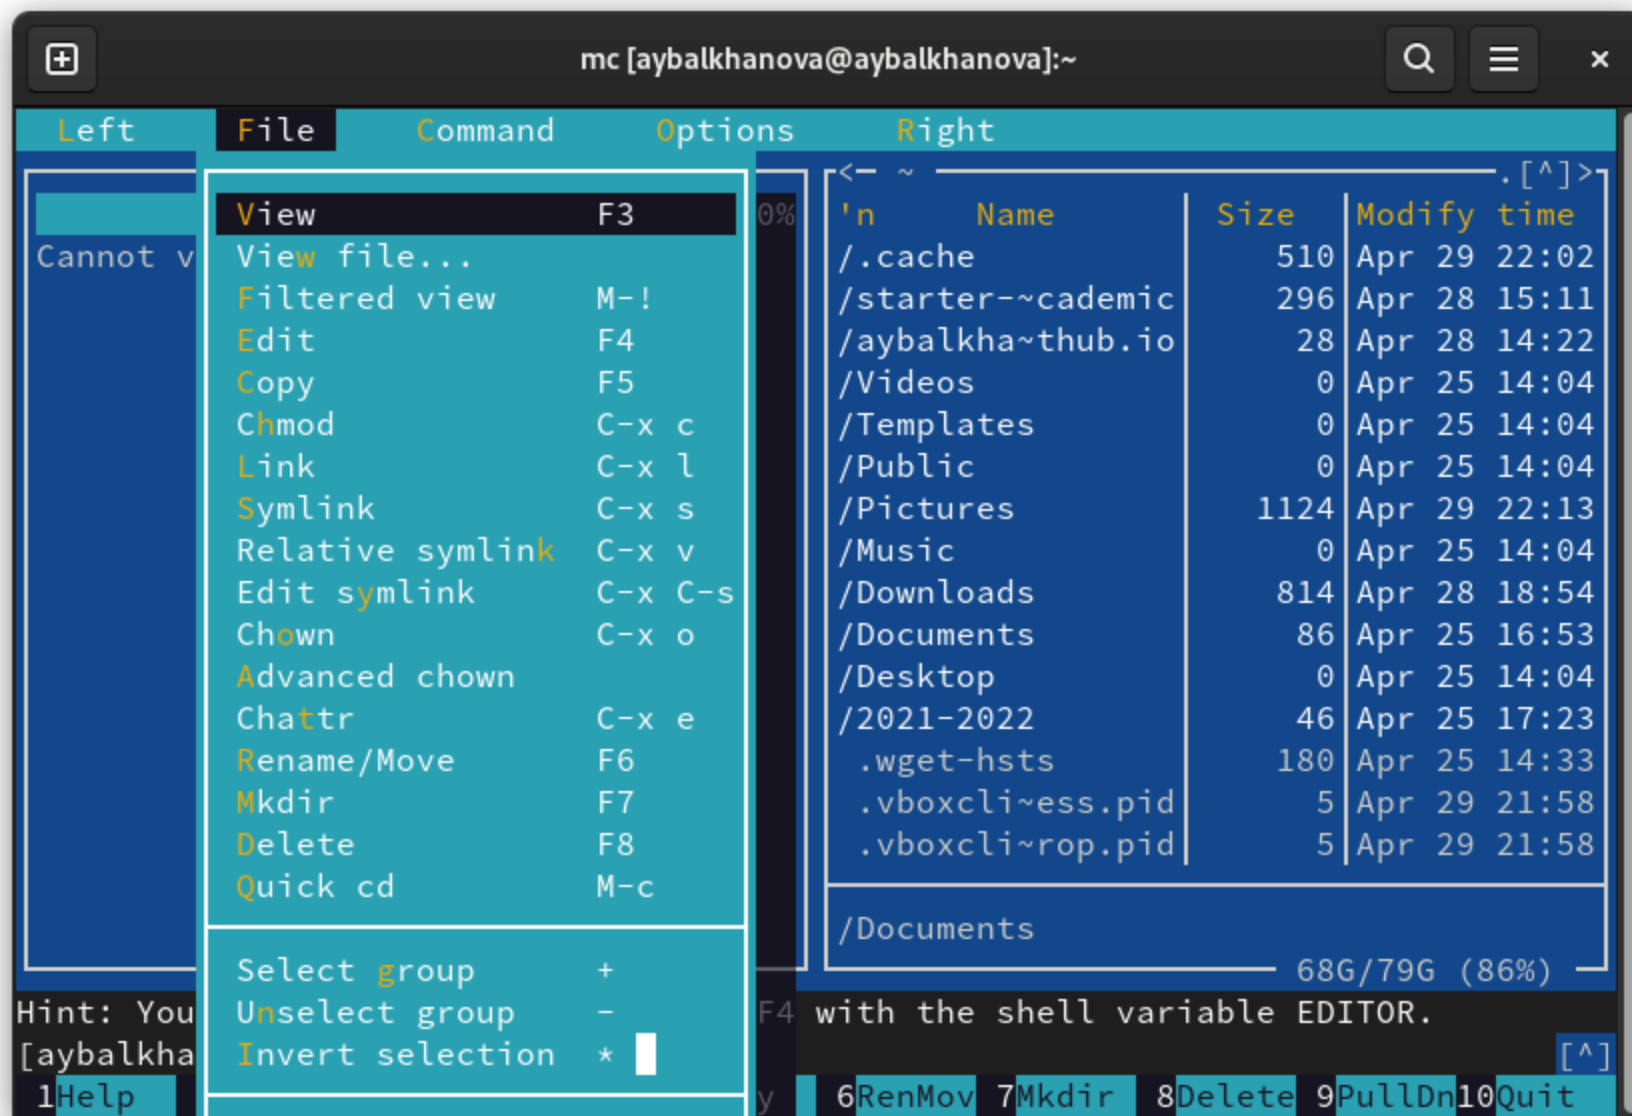 mc [aybalkhanova@aybalkhanova]:~
Left File Command Options Right
<- ~ .[^]>
View F3
0%
'n Name Size Modify time
Cannot v
View file...
/.cache 510 Apr 29 22:02
Filtered view M-!
/starter-~cademic 296 Apr 28 15:11
Edit F4
/aybalkha~thub.io 28 Apr 28 14:22
Copy F5
/Videos 0 Apr 25 14:04
Chmod C-x c
/Templates 0 Apr 25 14:04
Link C-x l
/Public 0 Apr 25 14:04
Symlink C-x s
/Pictures 1124 Apr 29 22:13
Relative symlink C-x v
/Music 0 Apr 25 14:04
Edit symlink C-x C-s
/Downloads 814 Apr 28 18:54
Chown C-x o
/Documents 86 Apr 25 16:53
Advanced chown
/Desktop 0 Apr 25 14:04
Chattr C-x e
/2021-2022 46 Apr 25 17:23
Rename/Move F6
.wget-hsts 180 Apr 25 14:33
Mkdir F7
.vboxcli~ess.pid 5 Apr 29 21:58
Delete F8
.vboxcli~rop.pid 5 Apr 29 21:58
Quick cd M-c
/Documents
Select group +
68G/79G (86%)
Hint: You
Unselect group -
F4 with the shell variable EDITOR.
[aybalkha
Invert selection *
[^]
1Help y 6RenMov 7Mkdir 8Delete 9PullDn 10Quit